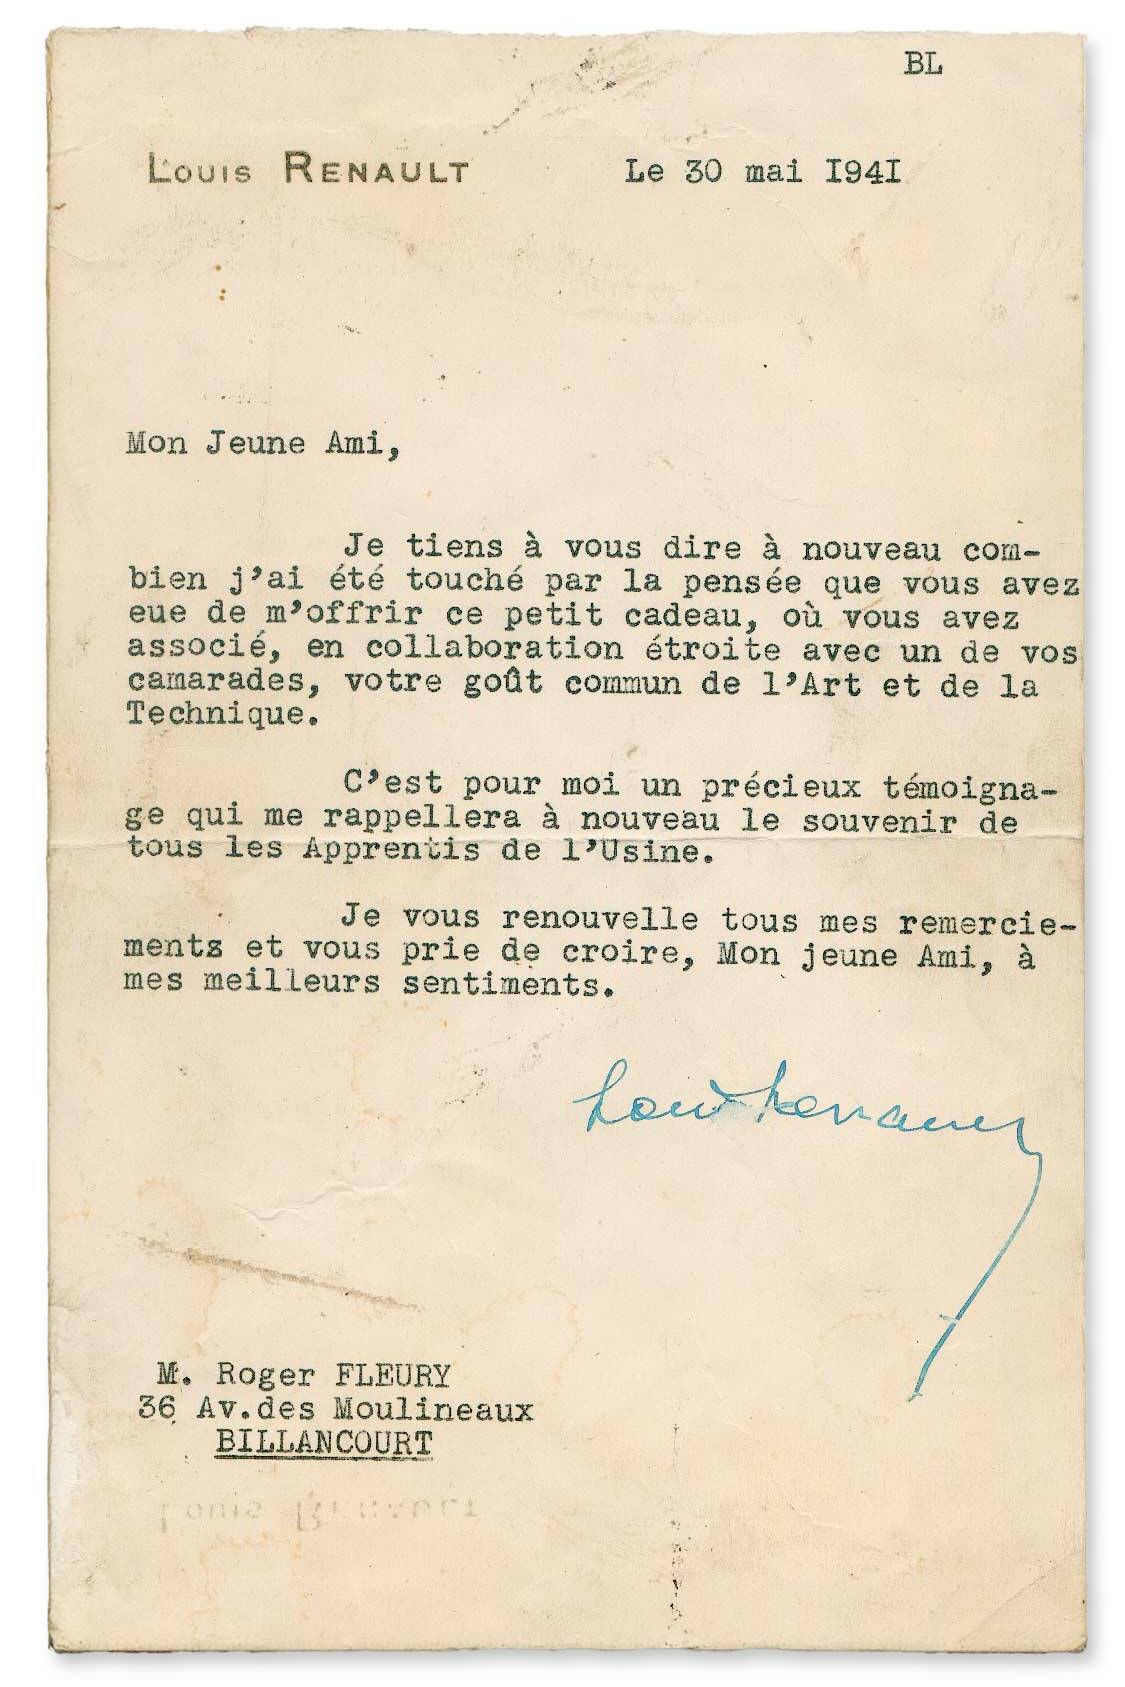 BL
LOUIS RENAULT Le 30 mai I94I
Mon Jeune Ami,
Je tiens à vous dire à nouveau com-
bien j'ai été touché par la pensée que vous avez
eue de m'offrir ce petit cadeau, où vous avez
associé, en collaboration étroite avec un de vos
camarades, votre goût commun de l'Art et de la
Technique.
C'est pour moi un précieux témoigna-
ge qui me rappellera à nouveau le souvenir de
tous les Apprentis de l'Usine.
Je vous renouvelle tous mes remercie-
ments et vous prie de croire, Mon jeune Ami, à
mes meilleurs sentiments.
Louis Renault
M. Roger FLEURY
36 Av.des Moulineaux
BILLANCOURT
LOUIS RENAULT